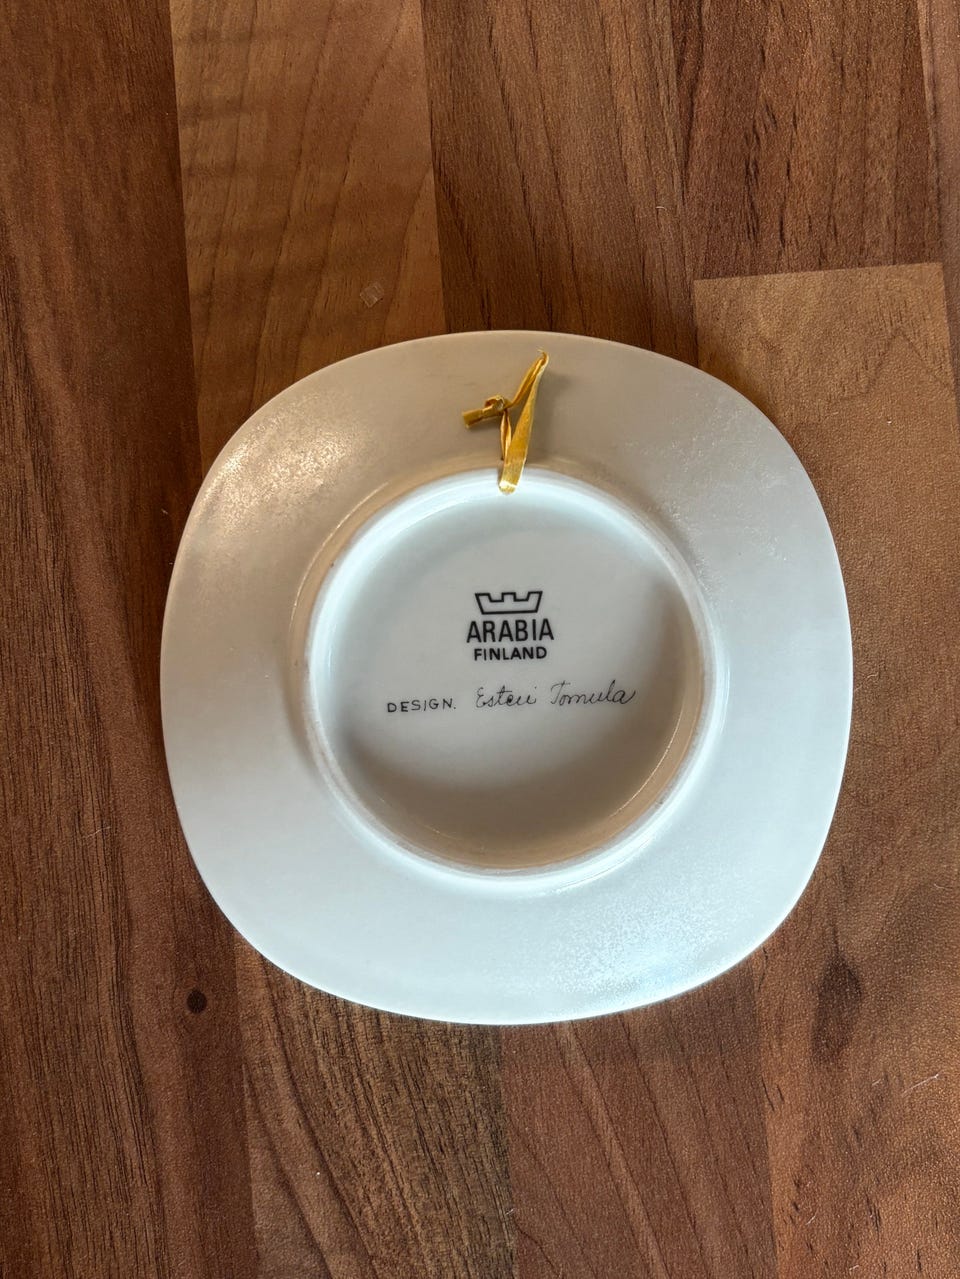 ARABIA
FINLAND
DESIGN. Esteri Tomula